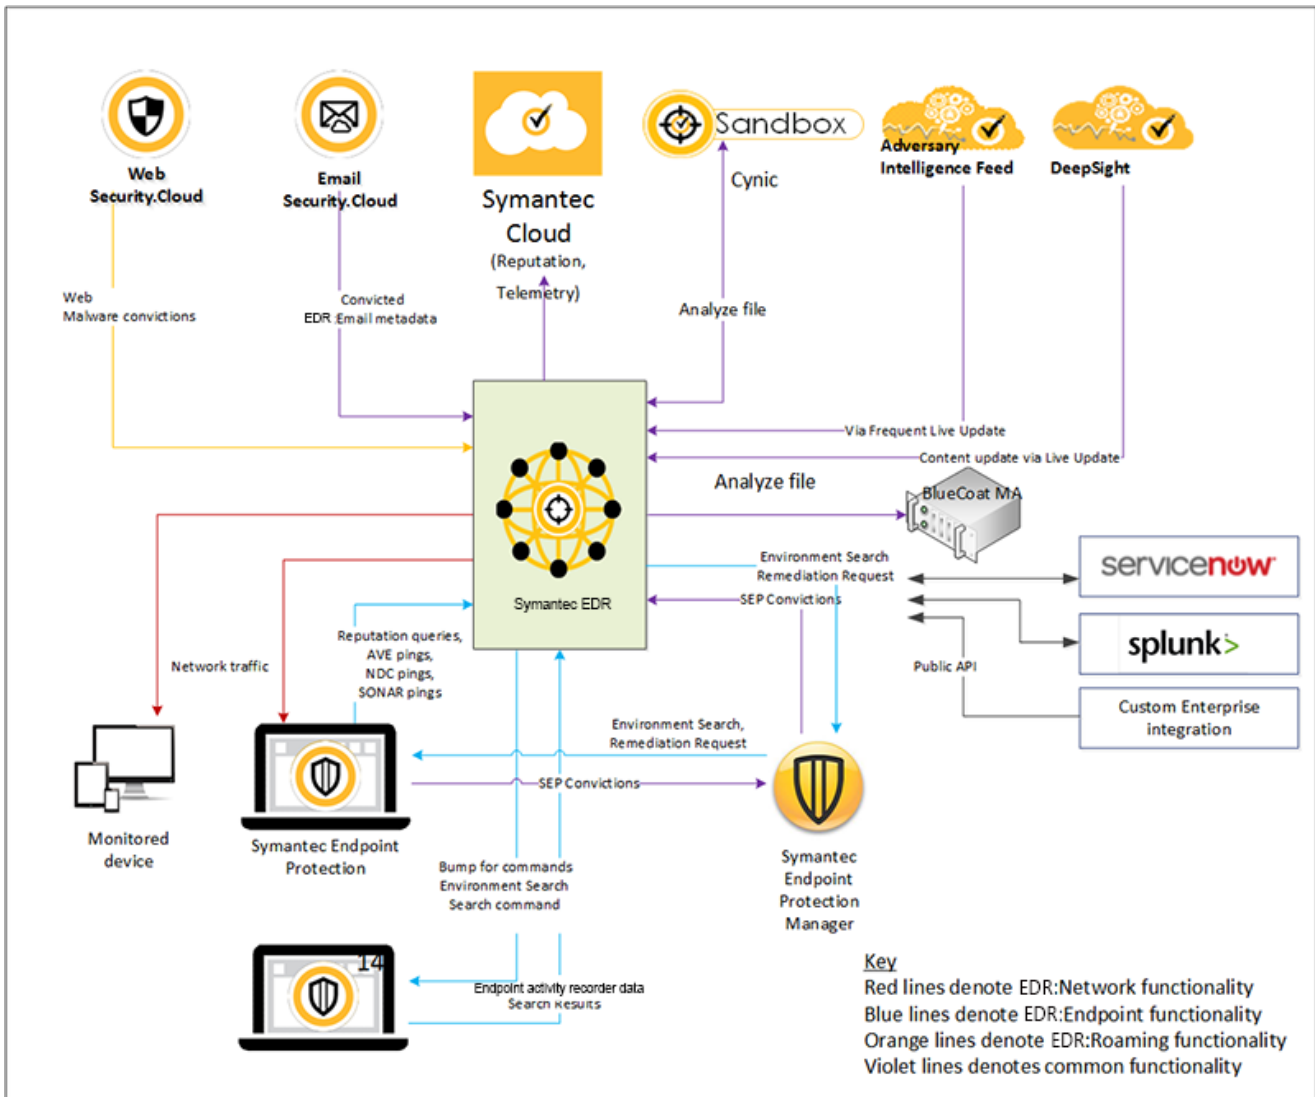 Web
Security.Cloud
Email
Security.Cloud
Symantec
Cloud
(Reputation,
Telemetry)
Sandbox
Cynic
Adversary
Intelligence Feed
DeepSight
Web
Malware convictions
Convicted
EDR:Email metadata
Analyze file
Via Frequent Live Update
Content update via Live Update
Analyze file
BlueCoat MA
Symantec EDR
Environment Search
Remediation Request
SEP Convictions
servicenow
splunk>
Public API
Custom Enterprise
integration
Network traffic
Reputation queries,
AVE pings,
NDC pings,
SONAR pings
Environment Search,
Remediation Request
SEP Convictions
Monitored
device
Symantec Endpoint
Protection
Symantec
Endpoint
Protection
Manager
Bump for commands
Environment Search
Search command
14
Endpoint activity recorder data
Search Results
Key
Red lines denote EDR:Network functionality
Blue lines denote EDR:Endpoint functionality
Orange lines denote EDR:Roaming functionality
Violet lines denotes common functionality